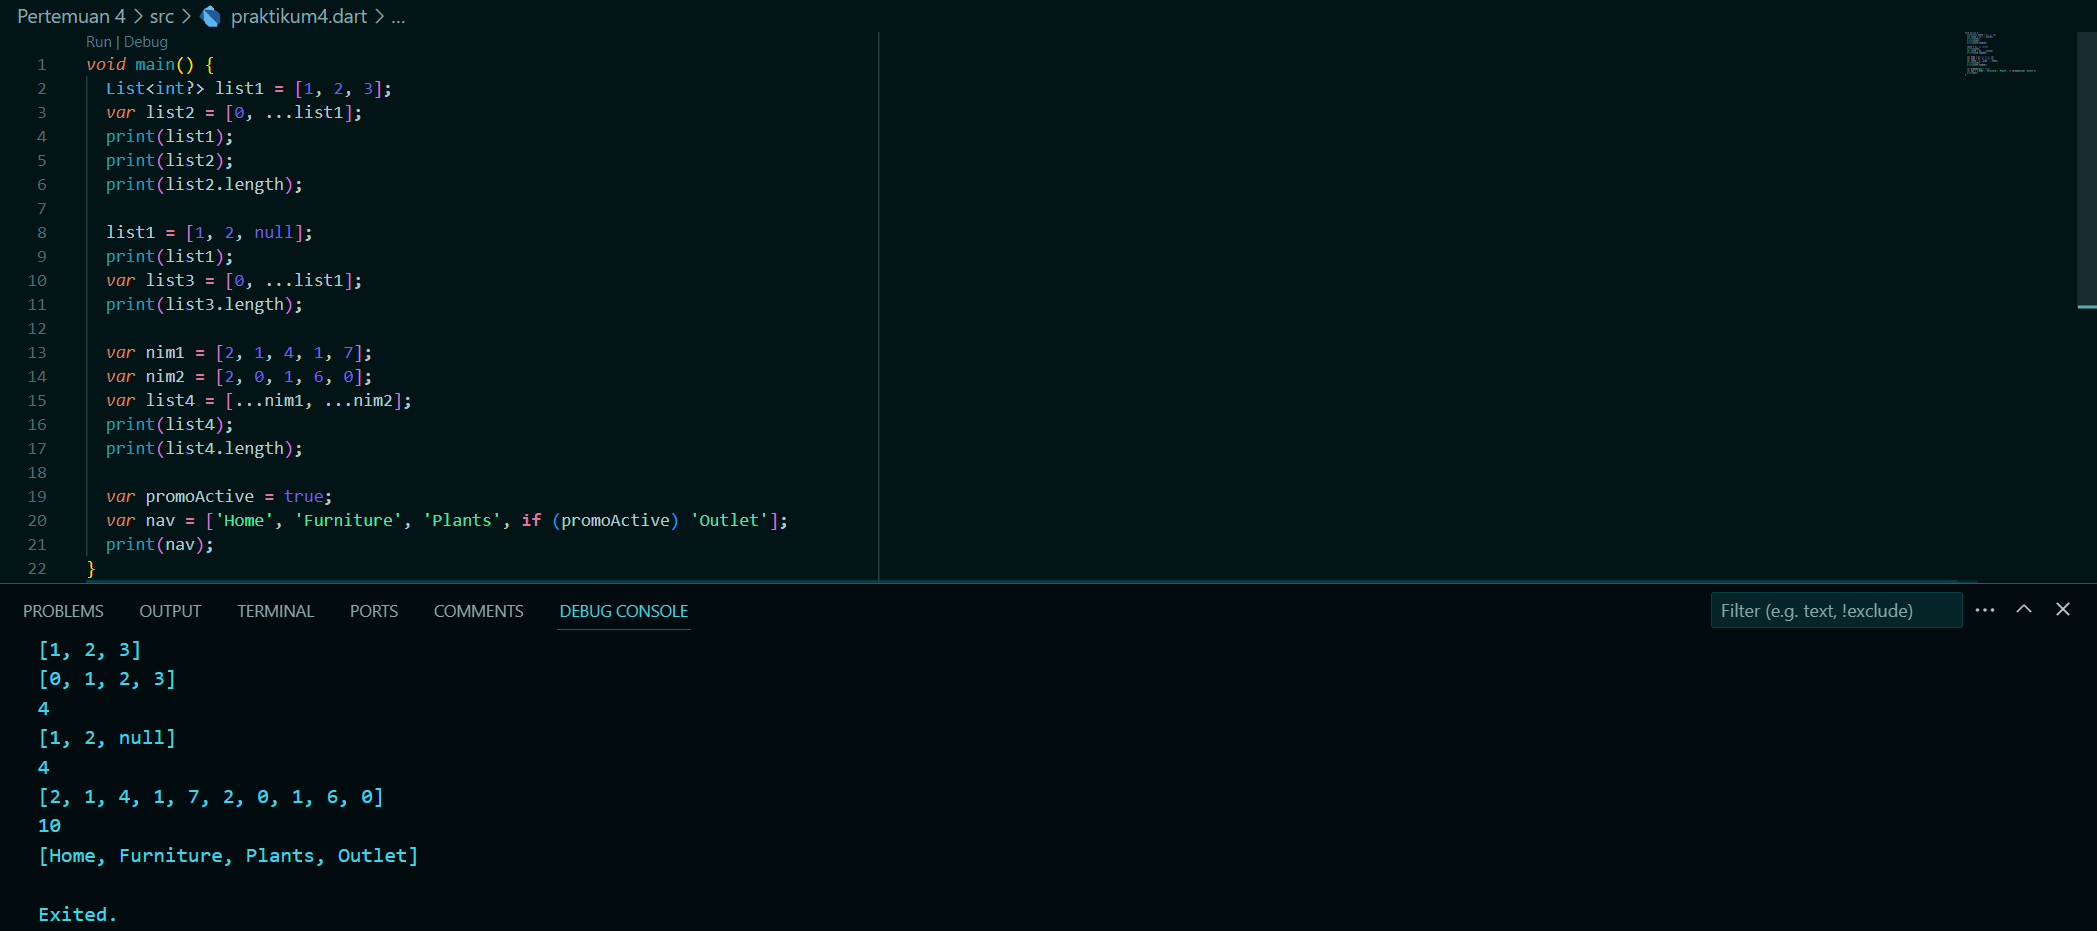 Pertemuan 4 > src > praktikum4.dart > ...
Run | Debug
1 void main() {
2 List<int?> list1 = [1, 2, 3];
3 var list2 = [0, ...list1];
4 print(list1);
5 print(list2);
6 print(list2.length);
7
8 list1 = [1, 2, null];
9 print(list1);
10 var list3 = [0, ...list1];
11 print(list3.length);
12
13 var nim1 = [2, 1, 4, 1, 7];
14 var nim2 = [2, 0, 1, 6, 0];
15 var list4 = [...nim1, ...nim2];
16 print(list4);
17 print(list4.length);
18
19 var promoActive = true;
20 var nav = ['Home', 'Furniture', 'Plants', if (promoActive) 'Outlet'];
21 print(nav);
22 }
PROBLEMS OUTPUT TERMINAL PORTS COMMENTS DEBUG CONSOLE Filter (e.g. text, !exclude) ...
[1, 2, 3]
[0, 1, 2, 3]
4
[1, 2, null]
4
[2, 1, 4, 1, 7, 2, 0, 1, 6, 0]
10
[Home, Furniture, Plants, Outlet]
Exited.